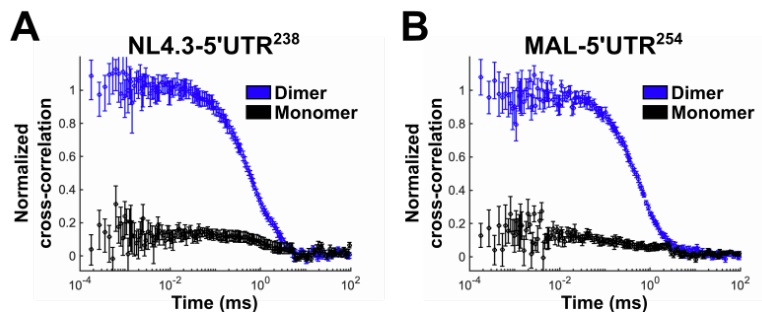 A
NL4.3-5'UTR²³⁸
Normalized
cross-correlation
1
0.8
0.6
0.4
0.2
0
Dimer
Monomer
10⁻⁴
10⁻²
10⁰
10²
Time (ms)
B
MAL-5'UTR²⁵⁴
Normalized
cross-correlation
1
0.8
0.6
0.4
0.2
0
Dimer
Monomer
10⁻⁴
10⁻²
10⁰
10²
Time (ms)